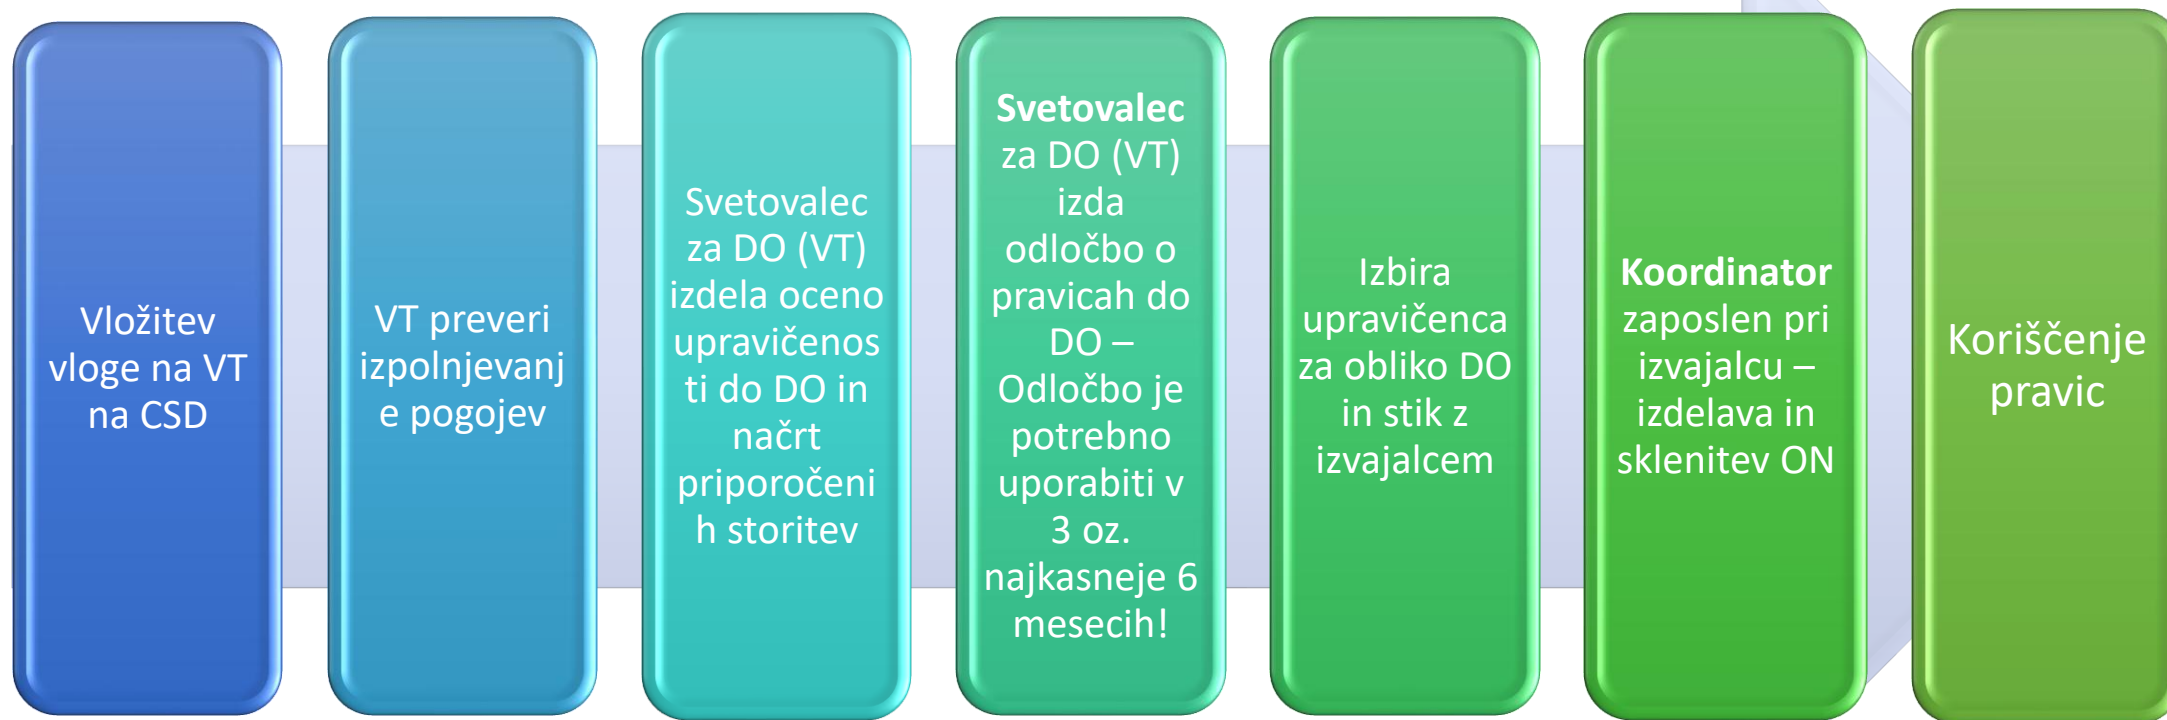 Vložitev
vloge na VT
na CSD
VT preveri
izpolnjevanj
e pogojev
Svetovalec
za DO (VT)
izdela oceno
upravičenos
ti do DO in
načrt
priporočeni
h storitev
Svetovalec
za DO (VT)
izda
odločbo o
pravicah do
DO –
Odločbo je
potrebno
uporabiti v
3 oz.
najkasneje 6
mesecih!
Izbira
upravičenca
za obliko DO
in stik z
izvajalcem
Koordinator
zaposlen pri
izvajalcu –
izdelava in
sklenitev ON
Koriščenje
pravic